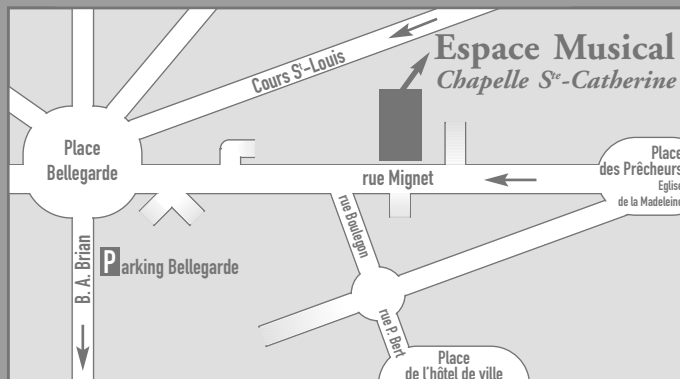 Espace Musical
Chapelle Ste-Catherine
Cours St-Louis
Place
Bellegarde
rue Mignet
Place
des Prêcheurs
Eglise
de la Madeleine
rue Boulegon
B. A. Brian
Parking Bellegarde
rue P. Bert
Place
de l'hôtel de ville